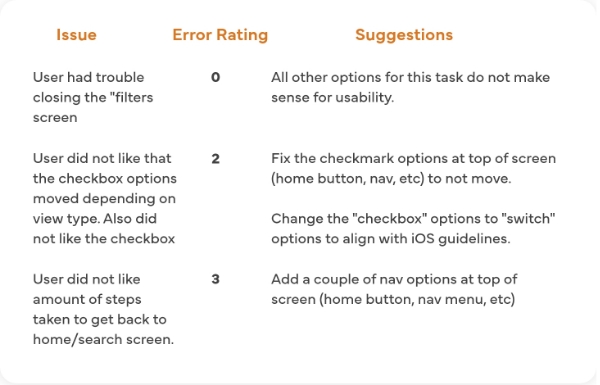 Issue Error Rating Suggestions
User had trouble
closing the "filters
screen
0
All other options for this task do not make
sense for usability.
User did not like that
the checkbox options
moved depending on
view type. Also did
not like the checkbox
2
Fix the checkmark options at top of screen
(home button, nav, etc) to not move.
Change the "checkbox" options to "switch"
options to align with iOS guidelines.
User did not like
amount of steps
taken to get back to
home/search screen.
3
Add a couple of nav options at top of
screen (home button, nav menu, etc)